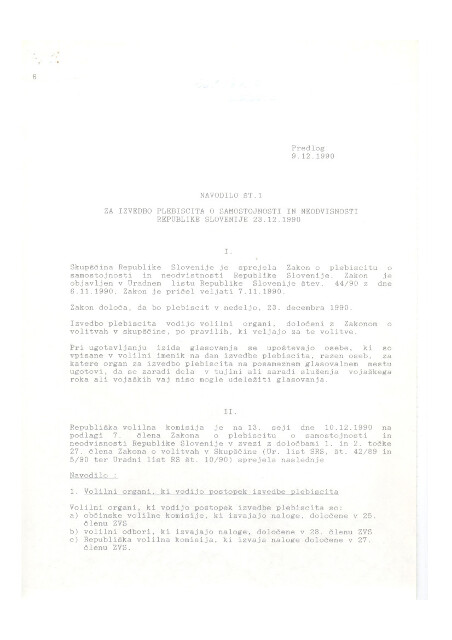 6
Predlog
9.12.1990
NAVODILO ŠT.1
ZA IZVEDBO PLEBISCITA O SAMOSTOJNOSTI IN NEODVISNOSTI
REPUBLIKE SLOVENIJE 23.12.1990
I.
Skupščina Republike Slovenije je sprejela Zakon o plebiscitu o
samostojnosti in neodvistnosti Republike Slovenije. Zakon je
objavljen v Uradnem listu Republike Slovenije štev. 44/90 z dne
6.11.1990. Zakon je pričel veljati 7.11.1990.
Zakon določa, da bo plebiscit v nedeljo, 23. decembra 1990.
Izvedbo plebiscita vodijo volilni organi, določeni z Zakonom o
volitvah v skupščine, po pravilih, ki veljajo za te volitve.
Pri ugotavljanju izida glasovanja se upoštevajo osebe, ki so
vpisane v volilni imenik na dan izvedbe plebiscita, razen oseb, za
katere organ za izvedbo plebiscita na posameznem glasovalnem mestu
ugotovi, da se zaradi dela v tujini ali zaradi služenja vojaškega
roka ali vojaških vaj niso mogle udeležiti glasovanja.
II.
Republiška volilna komisija je na 13. seji dne 10.12.1990 na
podlagi 7. člena Zakona o plebiscitu o samostojnosti in
neodvisnosti Republike Slovenije v zvezi z določbami 1. in 2. točke
27. člena Zakona o volitvah v Skupščine (Ur. list SRS, št. 42/89 in
5/90 ter Uradni list RS št. 10/90) sprejela naslednje
Navodilo :
1. Volilni organi, ki vodijo postopek izvedbe plebiscita
Volilni organi, ki vodijo postopek izvedbe plebiscita so:
a) občinske volilne komisije, ki izvajajo naloge, določene v 25.
členu ZVS
b) volilni odbori, ki izvajajo naloge, določene v 28. členu ZVS
c) Republiška volilna komisija, ki izvaja naloge določene v 27.
členu ZVS.